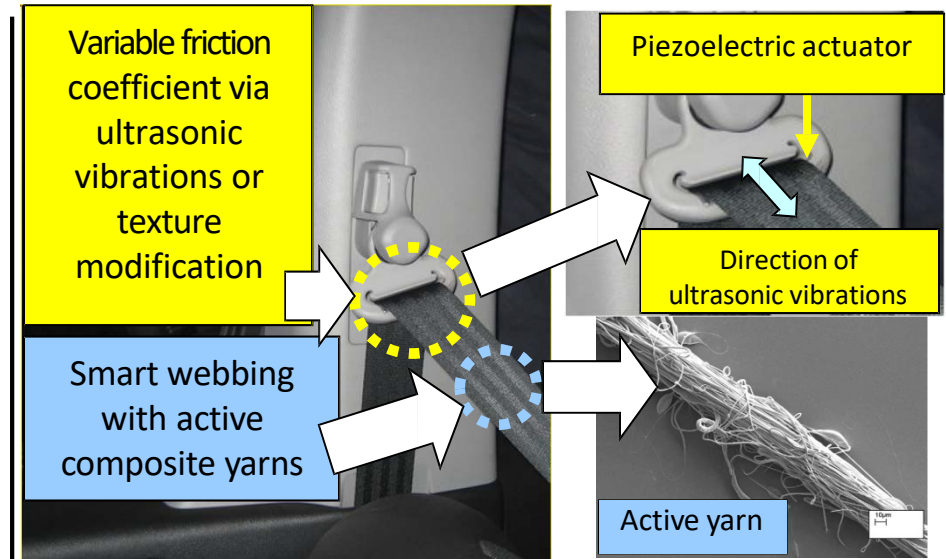 Variable friction
coefficient via
ultrasonic
vibrations or
texture
modification
Smart webbing
with active
composite yarns
Piezoelectric actuator
Direction of
ultrasonic vibrations
Active yarn
10µm